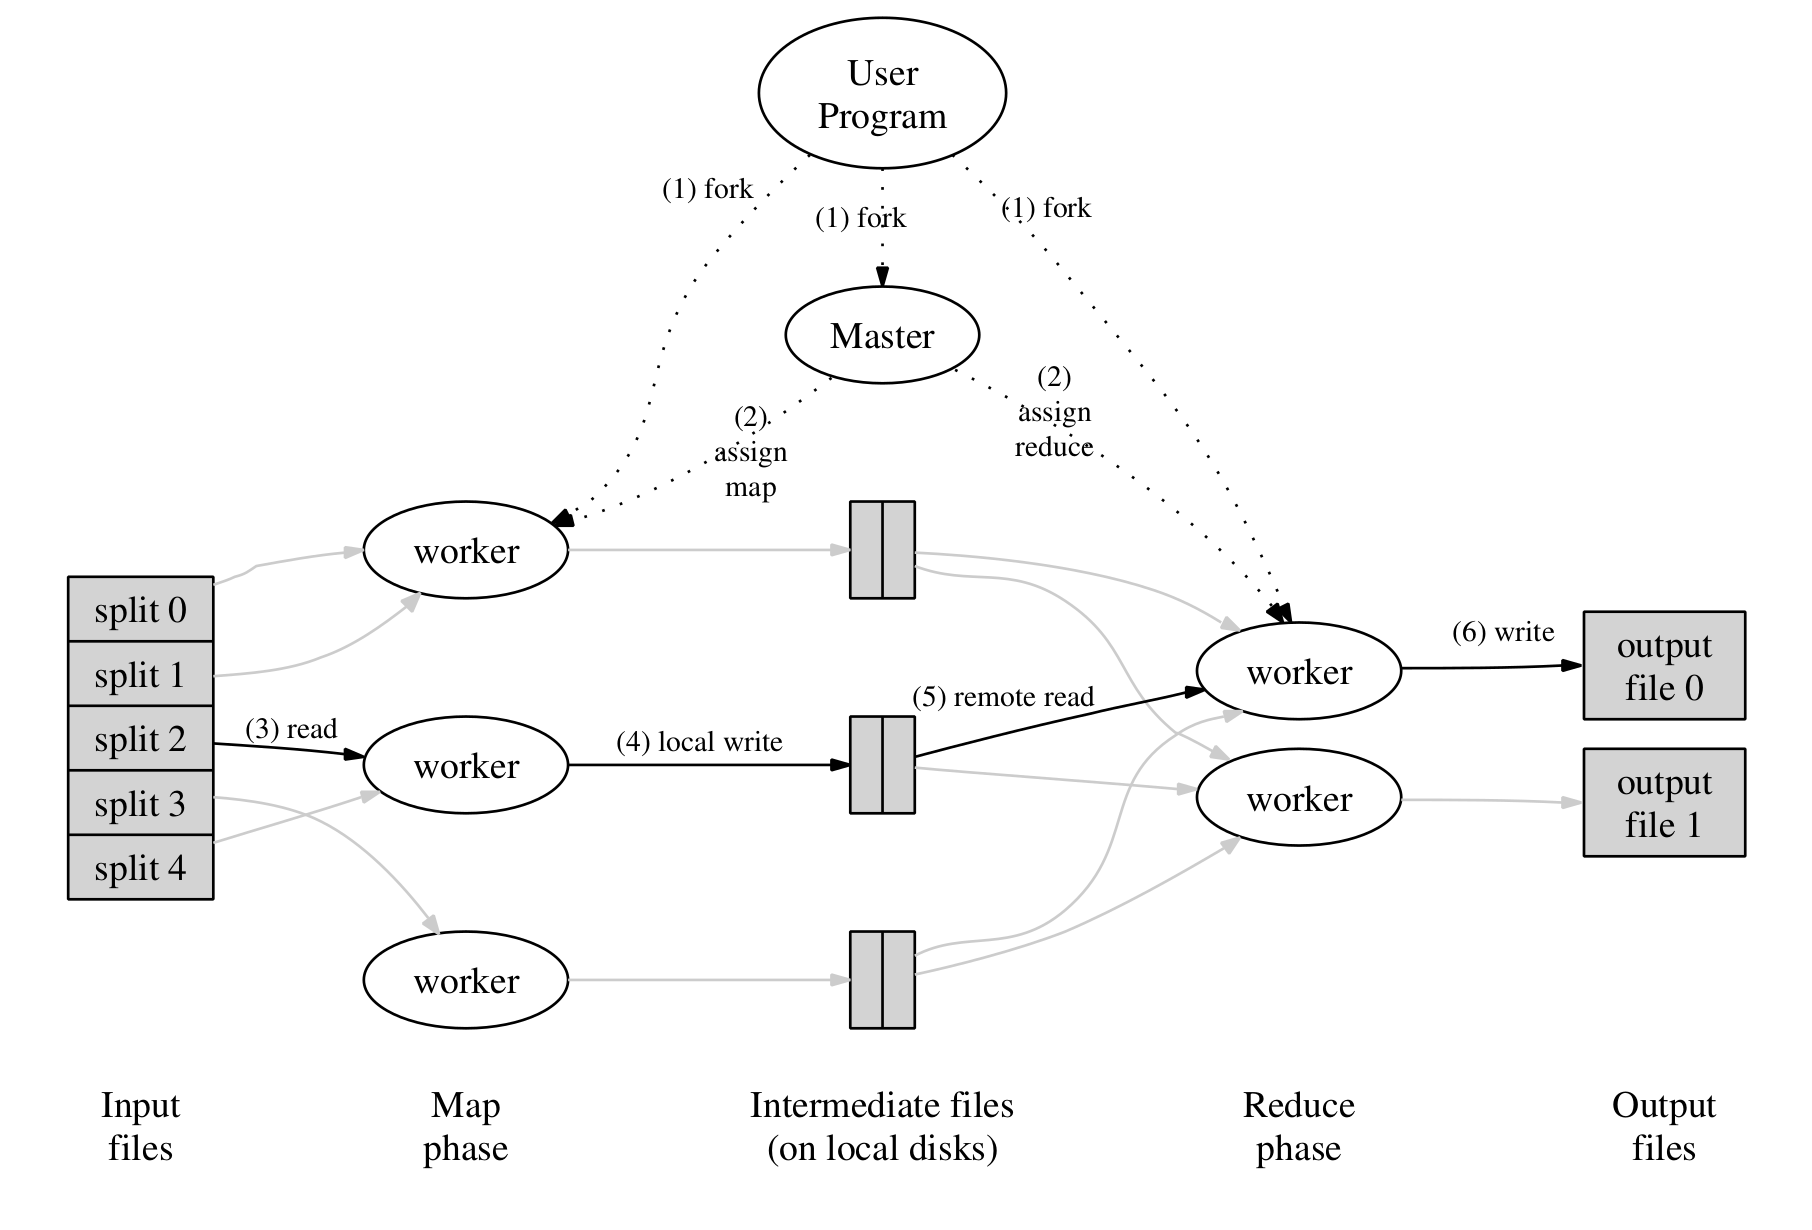 User
Program
(1) fork
(1) fork
(1) fork
Master
(2)
assign
map
(2)
assign
reduce
split 0
split 1
split 2
split 3
split 4
worker
worker
worker
(3) read
(4) local write
(5) remote read
worker
worker
(6) write
output
file 0
output
file 1
Input
files
Map
phase
Intermediate files
(on local disks)
Reduce
phase
Output
files